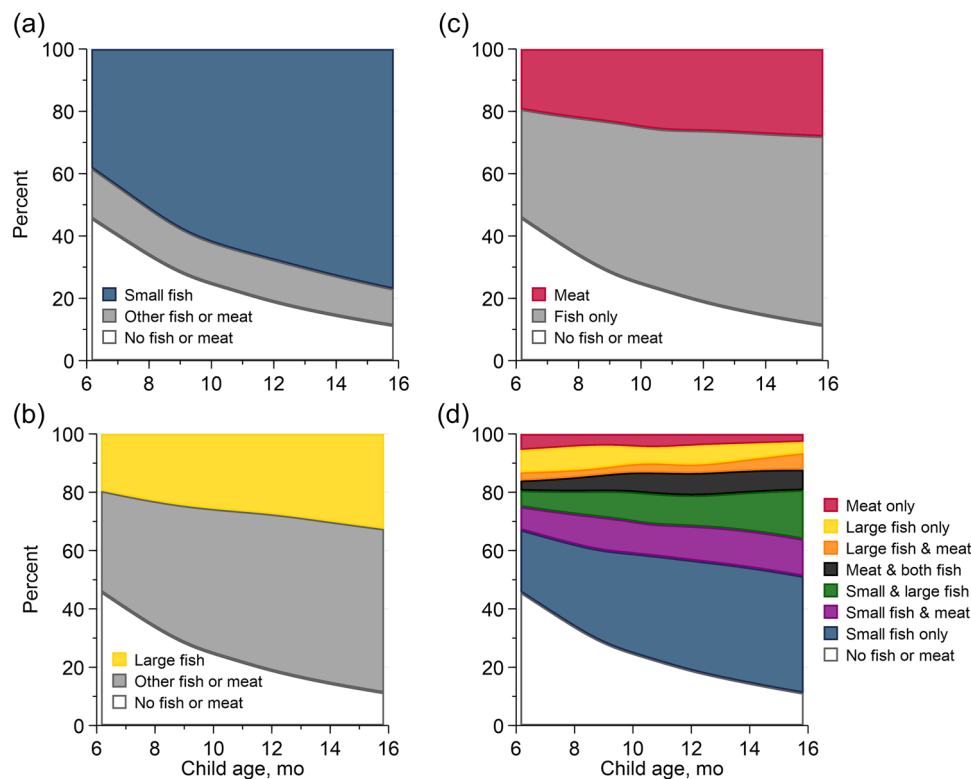 (a)
100
80
60
40
20
0
Percent
Small fish
Other fish or meat
No fish or meat
6 8 10 12 14 16
(c)
100
80
60
40
20
0
Meat
Fish only
No fish or meat
6 8 10 12 14 16
(b)
100
80
60
40
20
0
Percent
Large fish
Other fish or meat
No fish or meat
6 8 10 12 14 16
Child age, mo
(d)
100
80
60
40
20
0
6 8 10 12 14 16
Child age, mo
Meat only
Large fish only
Large fish & meat
Meat & both fish
Small & large fish
Small fish & meat
Small fish only
No fish or meat